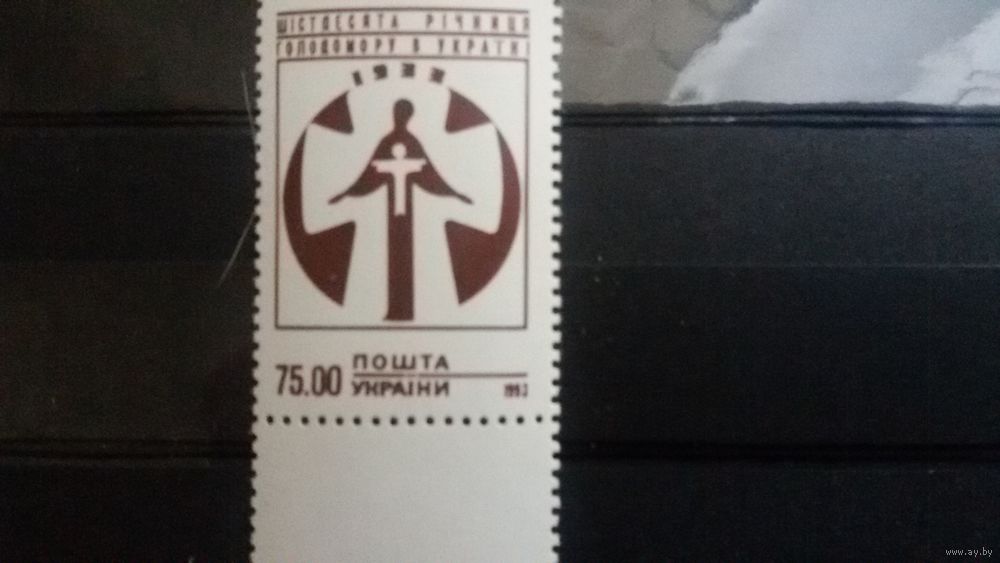 ШІСТДЕСЯТА РІЧНИЦЯ
ГОЛОДОМОРУ В УКРАЇНІ
1933
75.00
ПОШТА
УКРАЇНИ
1993
www.ay.by